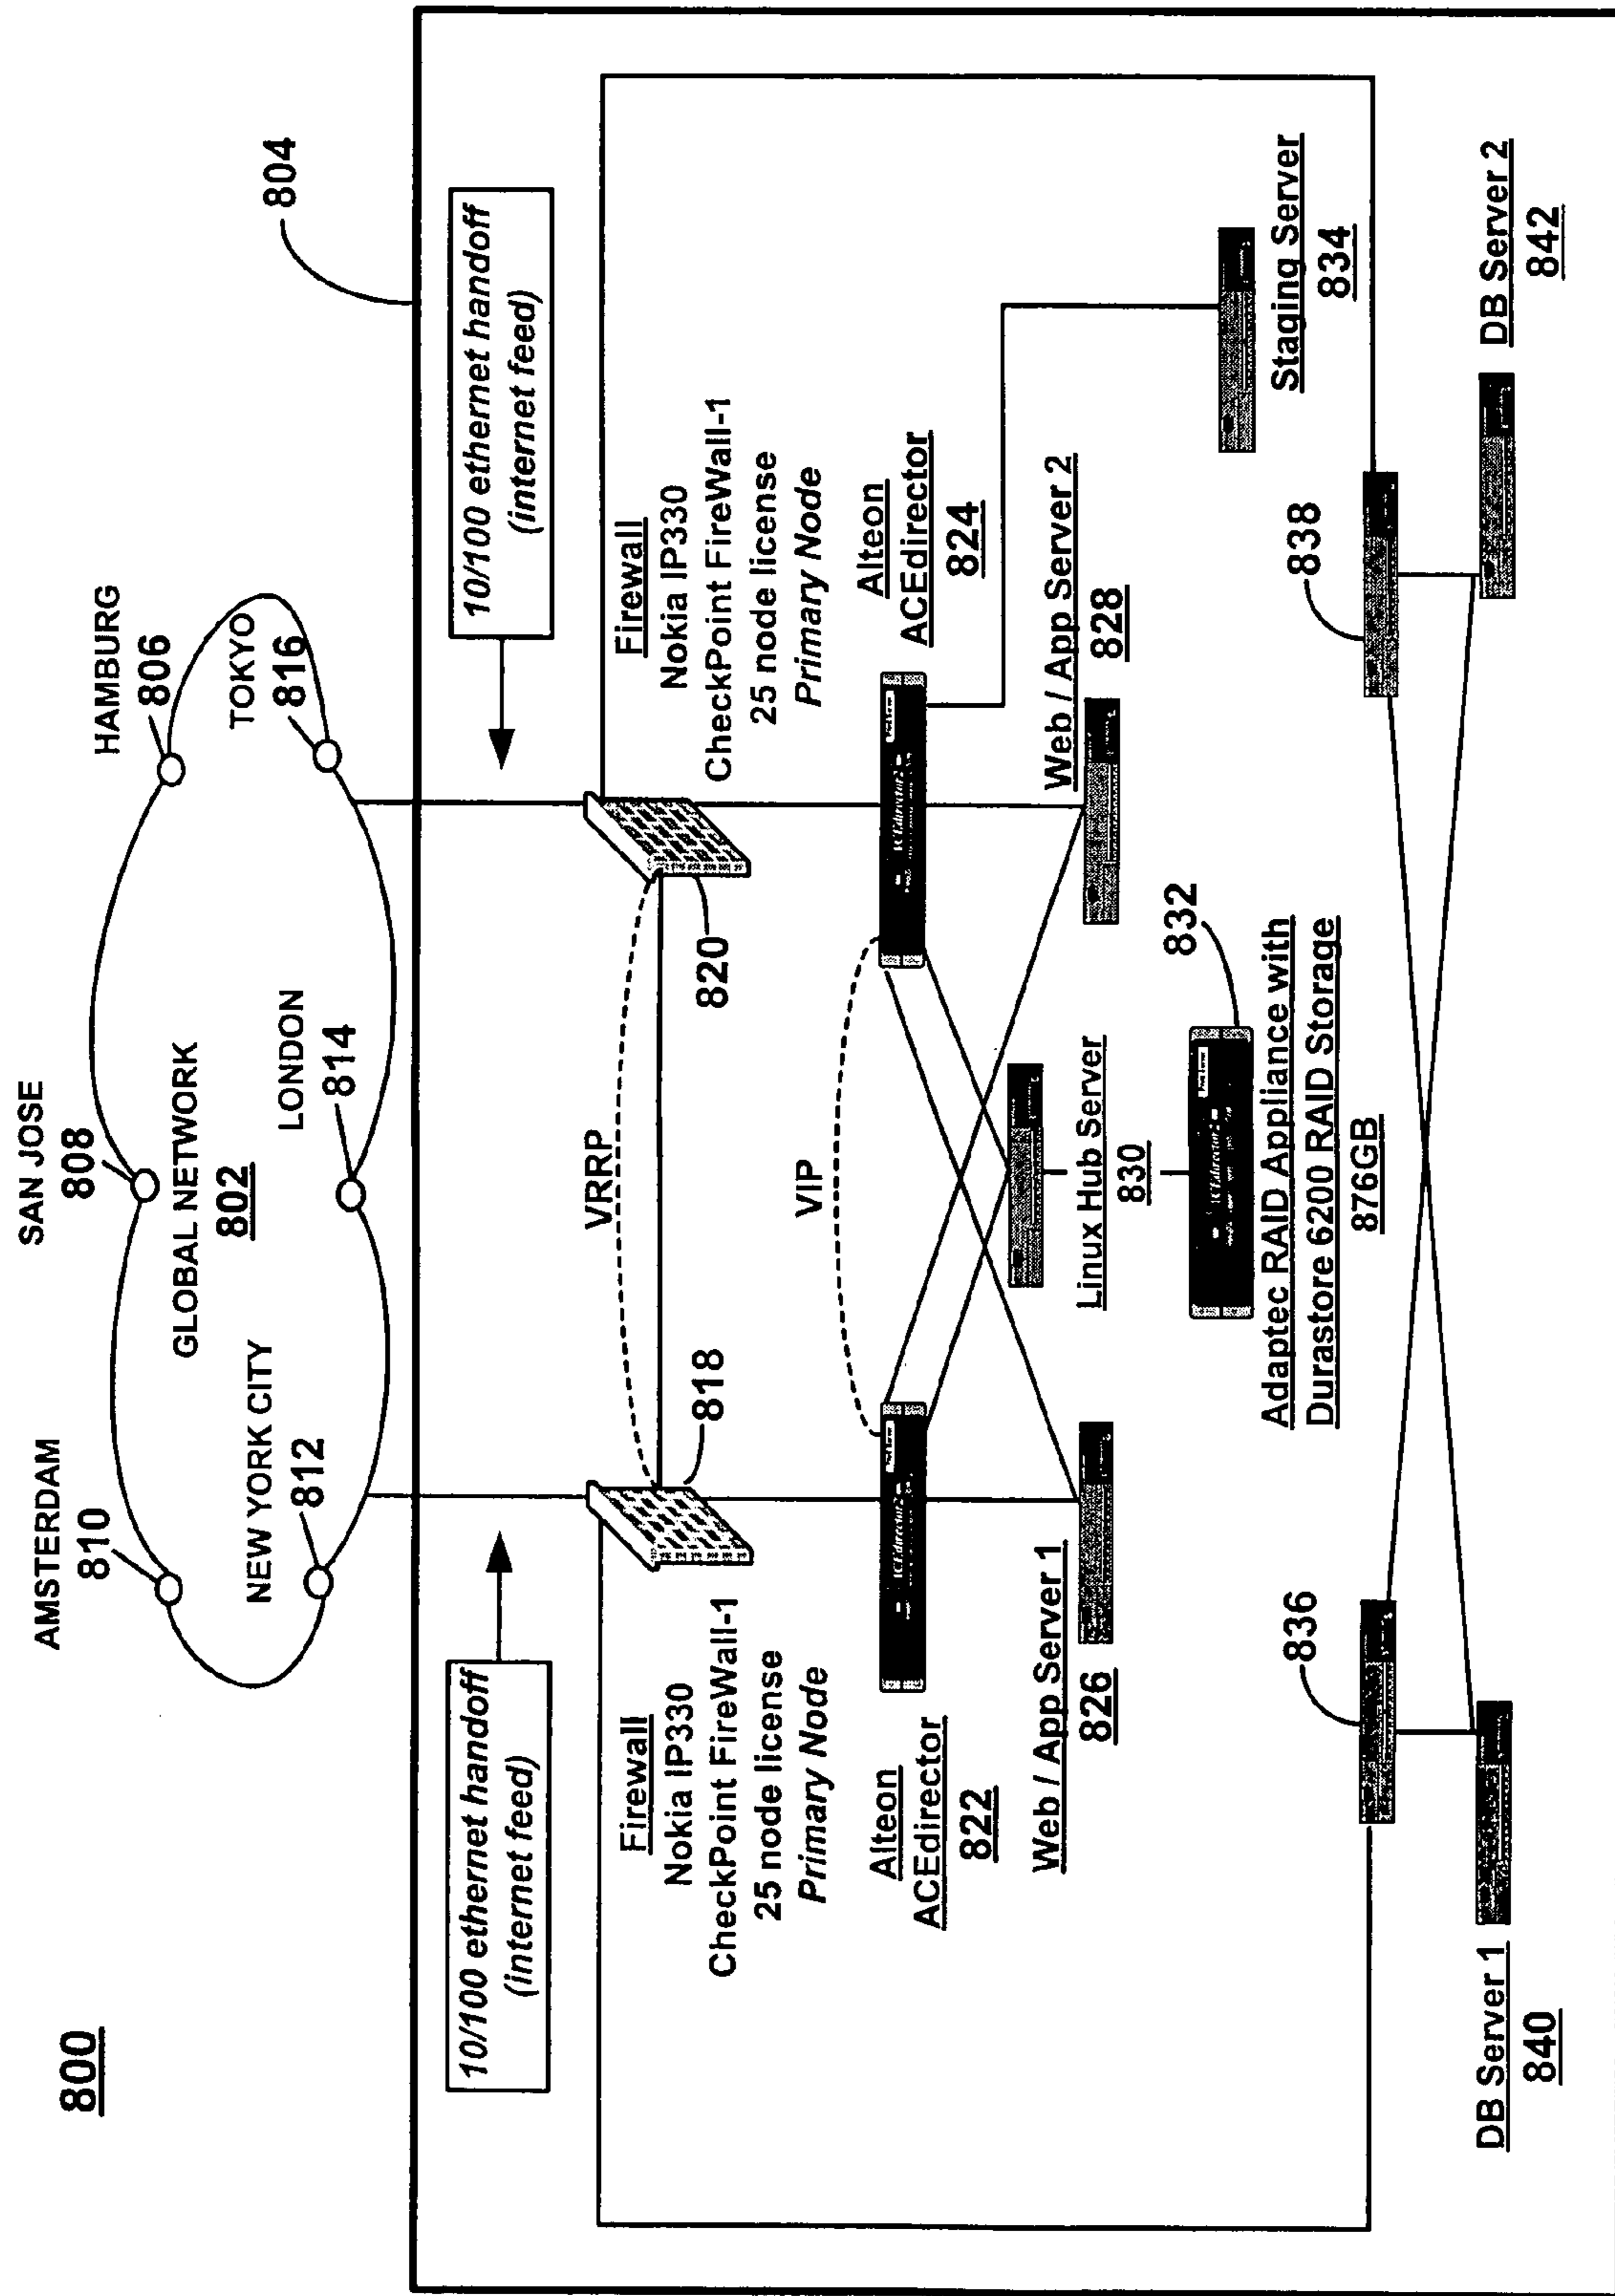 800
AMSTERDAM
810
SAN JOSE
808
HAMBURG
806
GLOBAL NETWORK
802
NEW YORK CITY
812
LONDON
814
TOKYO
816
804
10/100 ethernet handoff
(internet feed)
10/100 ethernet handoff
(internet feed)
Firewall
Nokia IP330
CheckPoint FireWall-1
25 node license
Primary Node
818
VRRP
820
Firewall
Nokia IP330
CheckPoint FireWall-1
25 node license
Primary Node
Alteon
ACEdirector
822
VIP
Alteon
ACEdirector
824
Web / App Server 1
826
Web / App Server 2
828
Linux Hub Server
830
832
Adaptec RAID Appliance with
Durastore 6200 RAID Storage
876GB
Staging Server
834
836
838
DB Server 1
840
DB Server 2
842